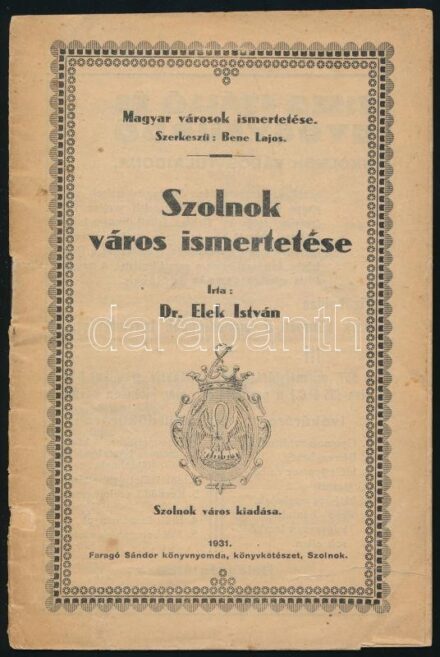 Magyar városok ismertetése.
Szerkeszti: Bene Lajos.
Szolnok
város ismertetése
Irta:
Dr. Elek István
darabanth
Szolnok város kiadása.
1931.
Faragó Sándor könyvnyomda, könyvkötészet, Szolnok.